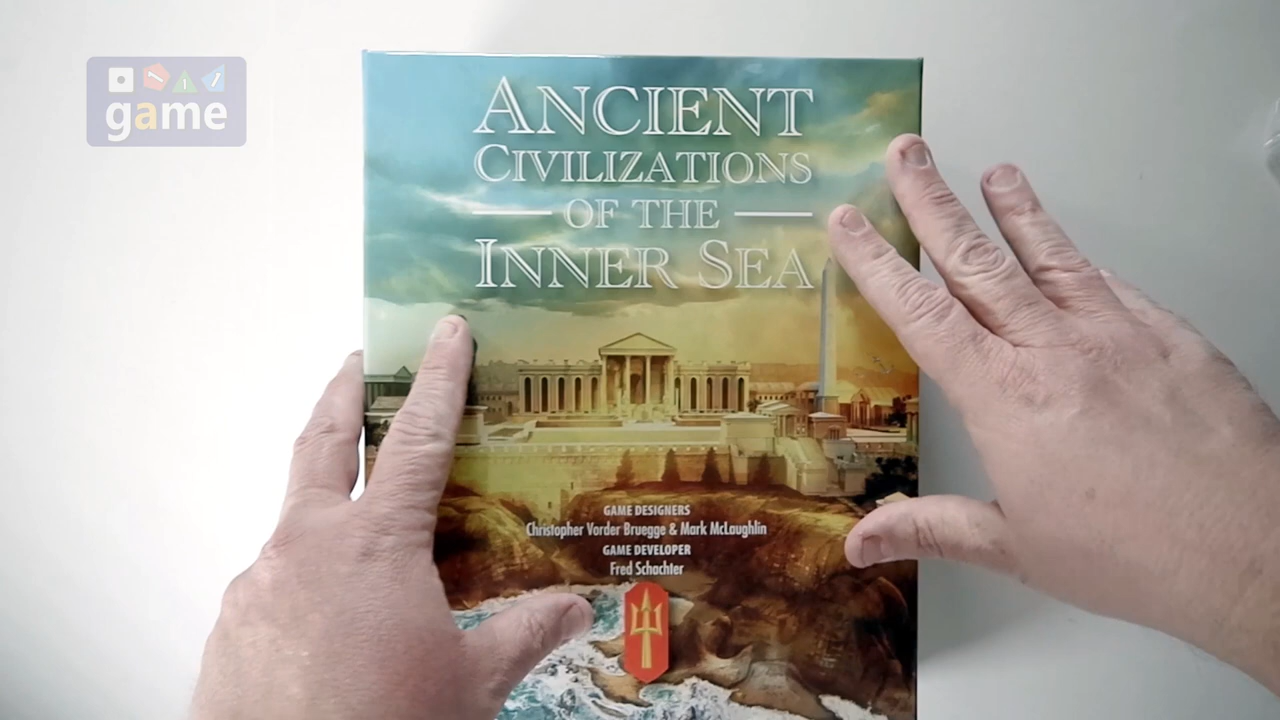 game
ANCIENT
CIVILIZATIONS
OF THE
INNER SEA
GAME DESIGNERS
Christopher Vorder Bruegge & Mark McLaughlin
GAME DEVELOPER
Fred Schachter